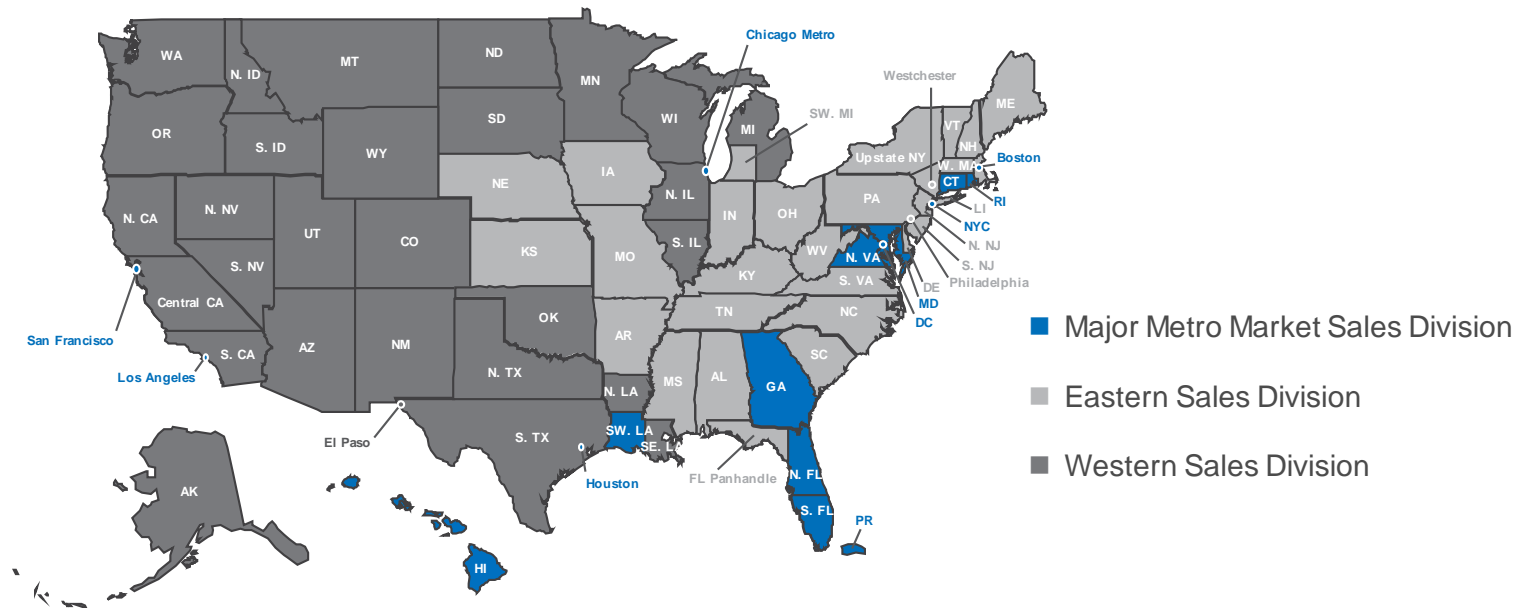 Chicago Metro
WA
MT
ND
MN
N. ID
Westchester
ME
OR
SD
WI
MI
SW. MI
VT
NH
S. ID
WY
Upstate NY
W. MA
Boston
NE
IA
CT
RI
N. CA
N. NV
N. IL
IN
OH
PA
LI
NYC
UT
CO
KS
MO
S. IL
WV
N. VA
N. NJ
S. NV
KY
S. VA
S. NJ
DE
Philadelphia
Central CA
MD
DC
TN
NC
OK
AR
San Francisco
AZ
NM
S. CA
SC
Los Angeles
N. TX
MS
AL
GA
N. LA
El Paso
S. TX
SW. LA
SE. LA
FL Panhandle
N. FL
Houston
AK
S. FL
PR
HI
Major Metro Market Sales Division
Eastern Sales Division
Western Sales Division